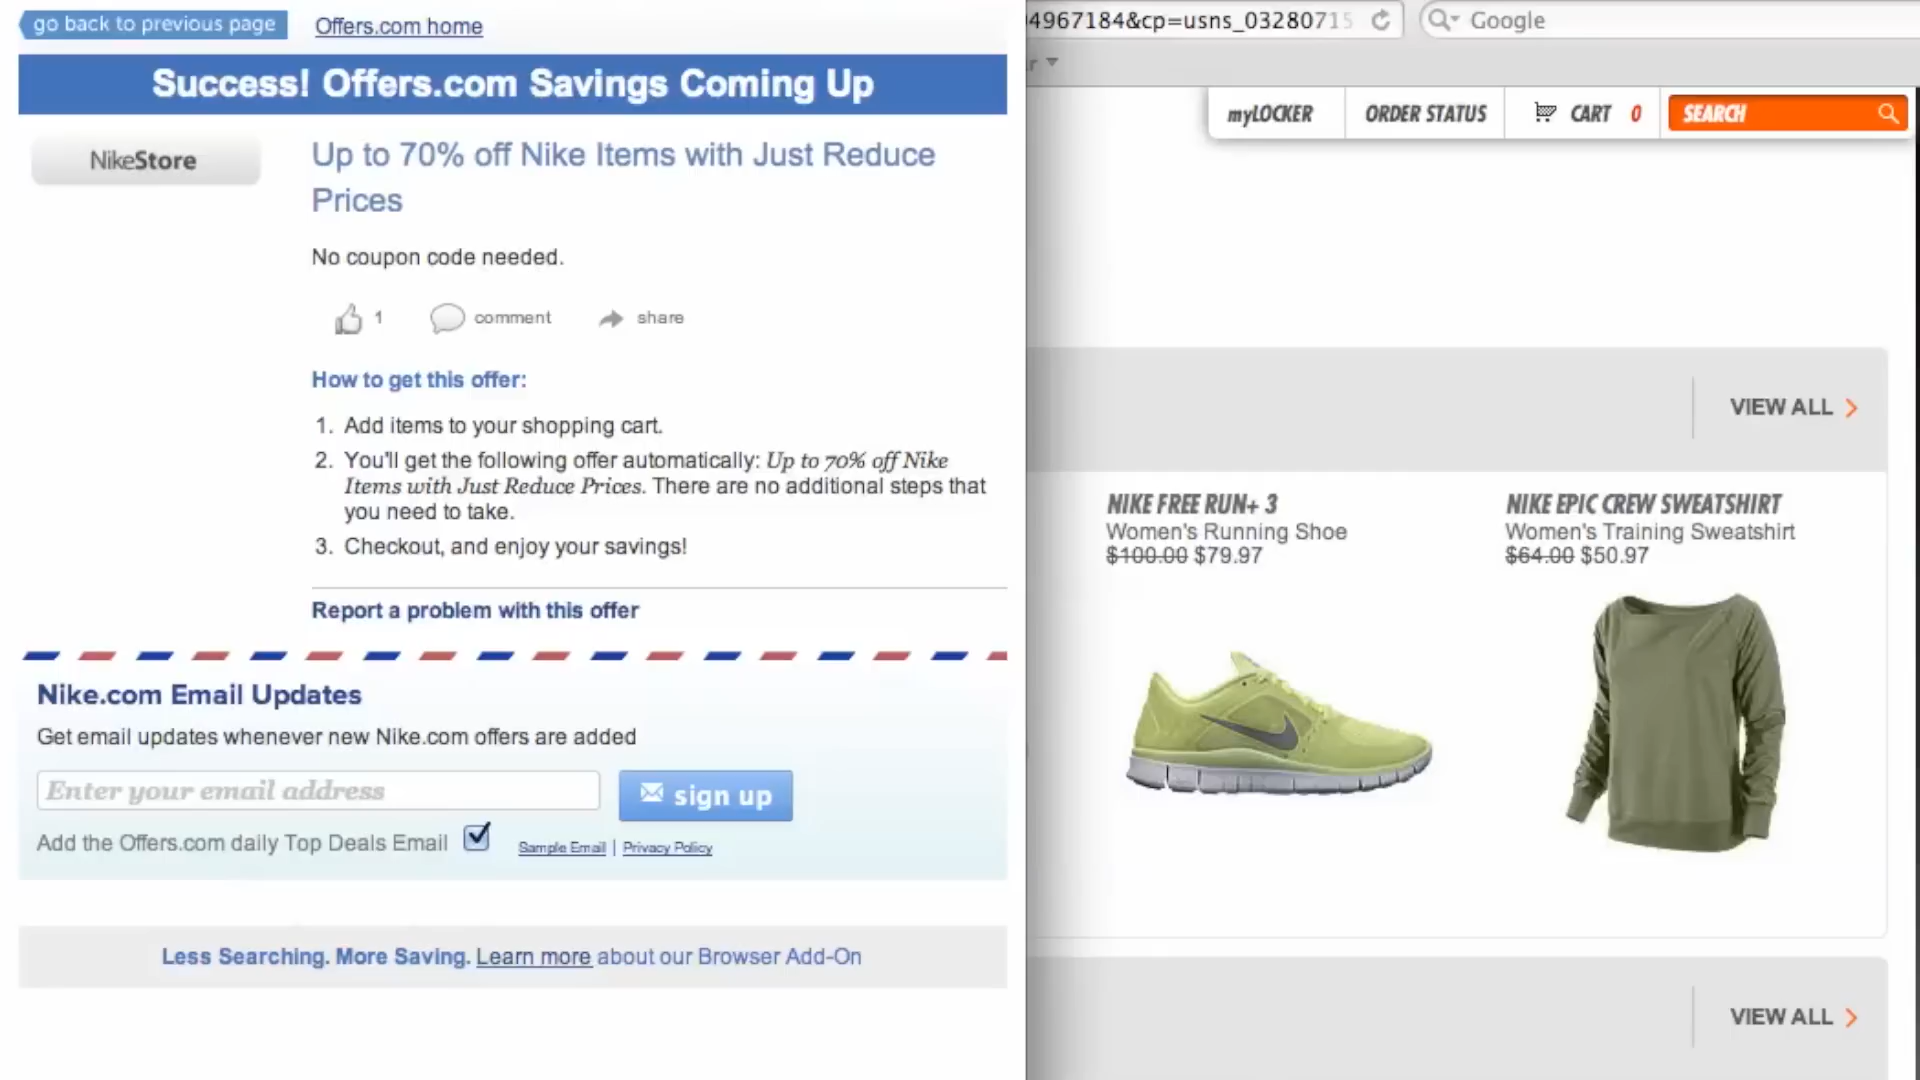 go back to previous page
Offers.com home
Success! Offers.com Savings Coming Up
NikeStore
Up to 70% off Nike Items with Just Reduce
Prices
No coupon code needed.
1
comment
share
How to get this offer:
1. Add items to your shopping cart.
2. You'll get the following offer automatically: Up to 70% off Nike
Items with Just Reduce Prices. There are no additional steps that
you need to take.
3. Checkout, and enjoy your savings!
Report a problem with this offer
Nike.com Email Updates
Get email updates whenever new Nike.com offers are added
Enter your email address
sign up
Add the Offers.com daily Top Deals Email
Sample Email | Privacy Policy
Less Searching. More Saving. Learn more about our Browser Add-On
4967184&cp=usns_03280715
Google
myLOCKER
ORDER STATUS
CART 0
SEARCH
VIEW ALL
NIKE FREE RUN+ 3
Women's Running Shoe
$100.00 $79.97
NIKE EPIC CREW SWEATSHIRT
Women's Training Sweatshirt
$64.00 $50.97
VIEW ALL